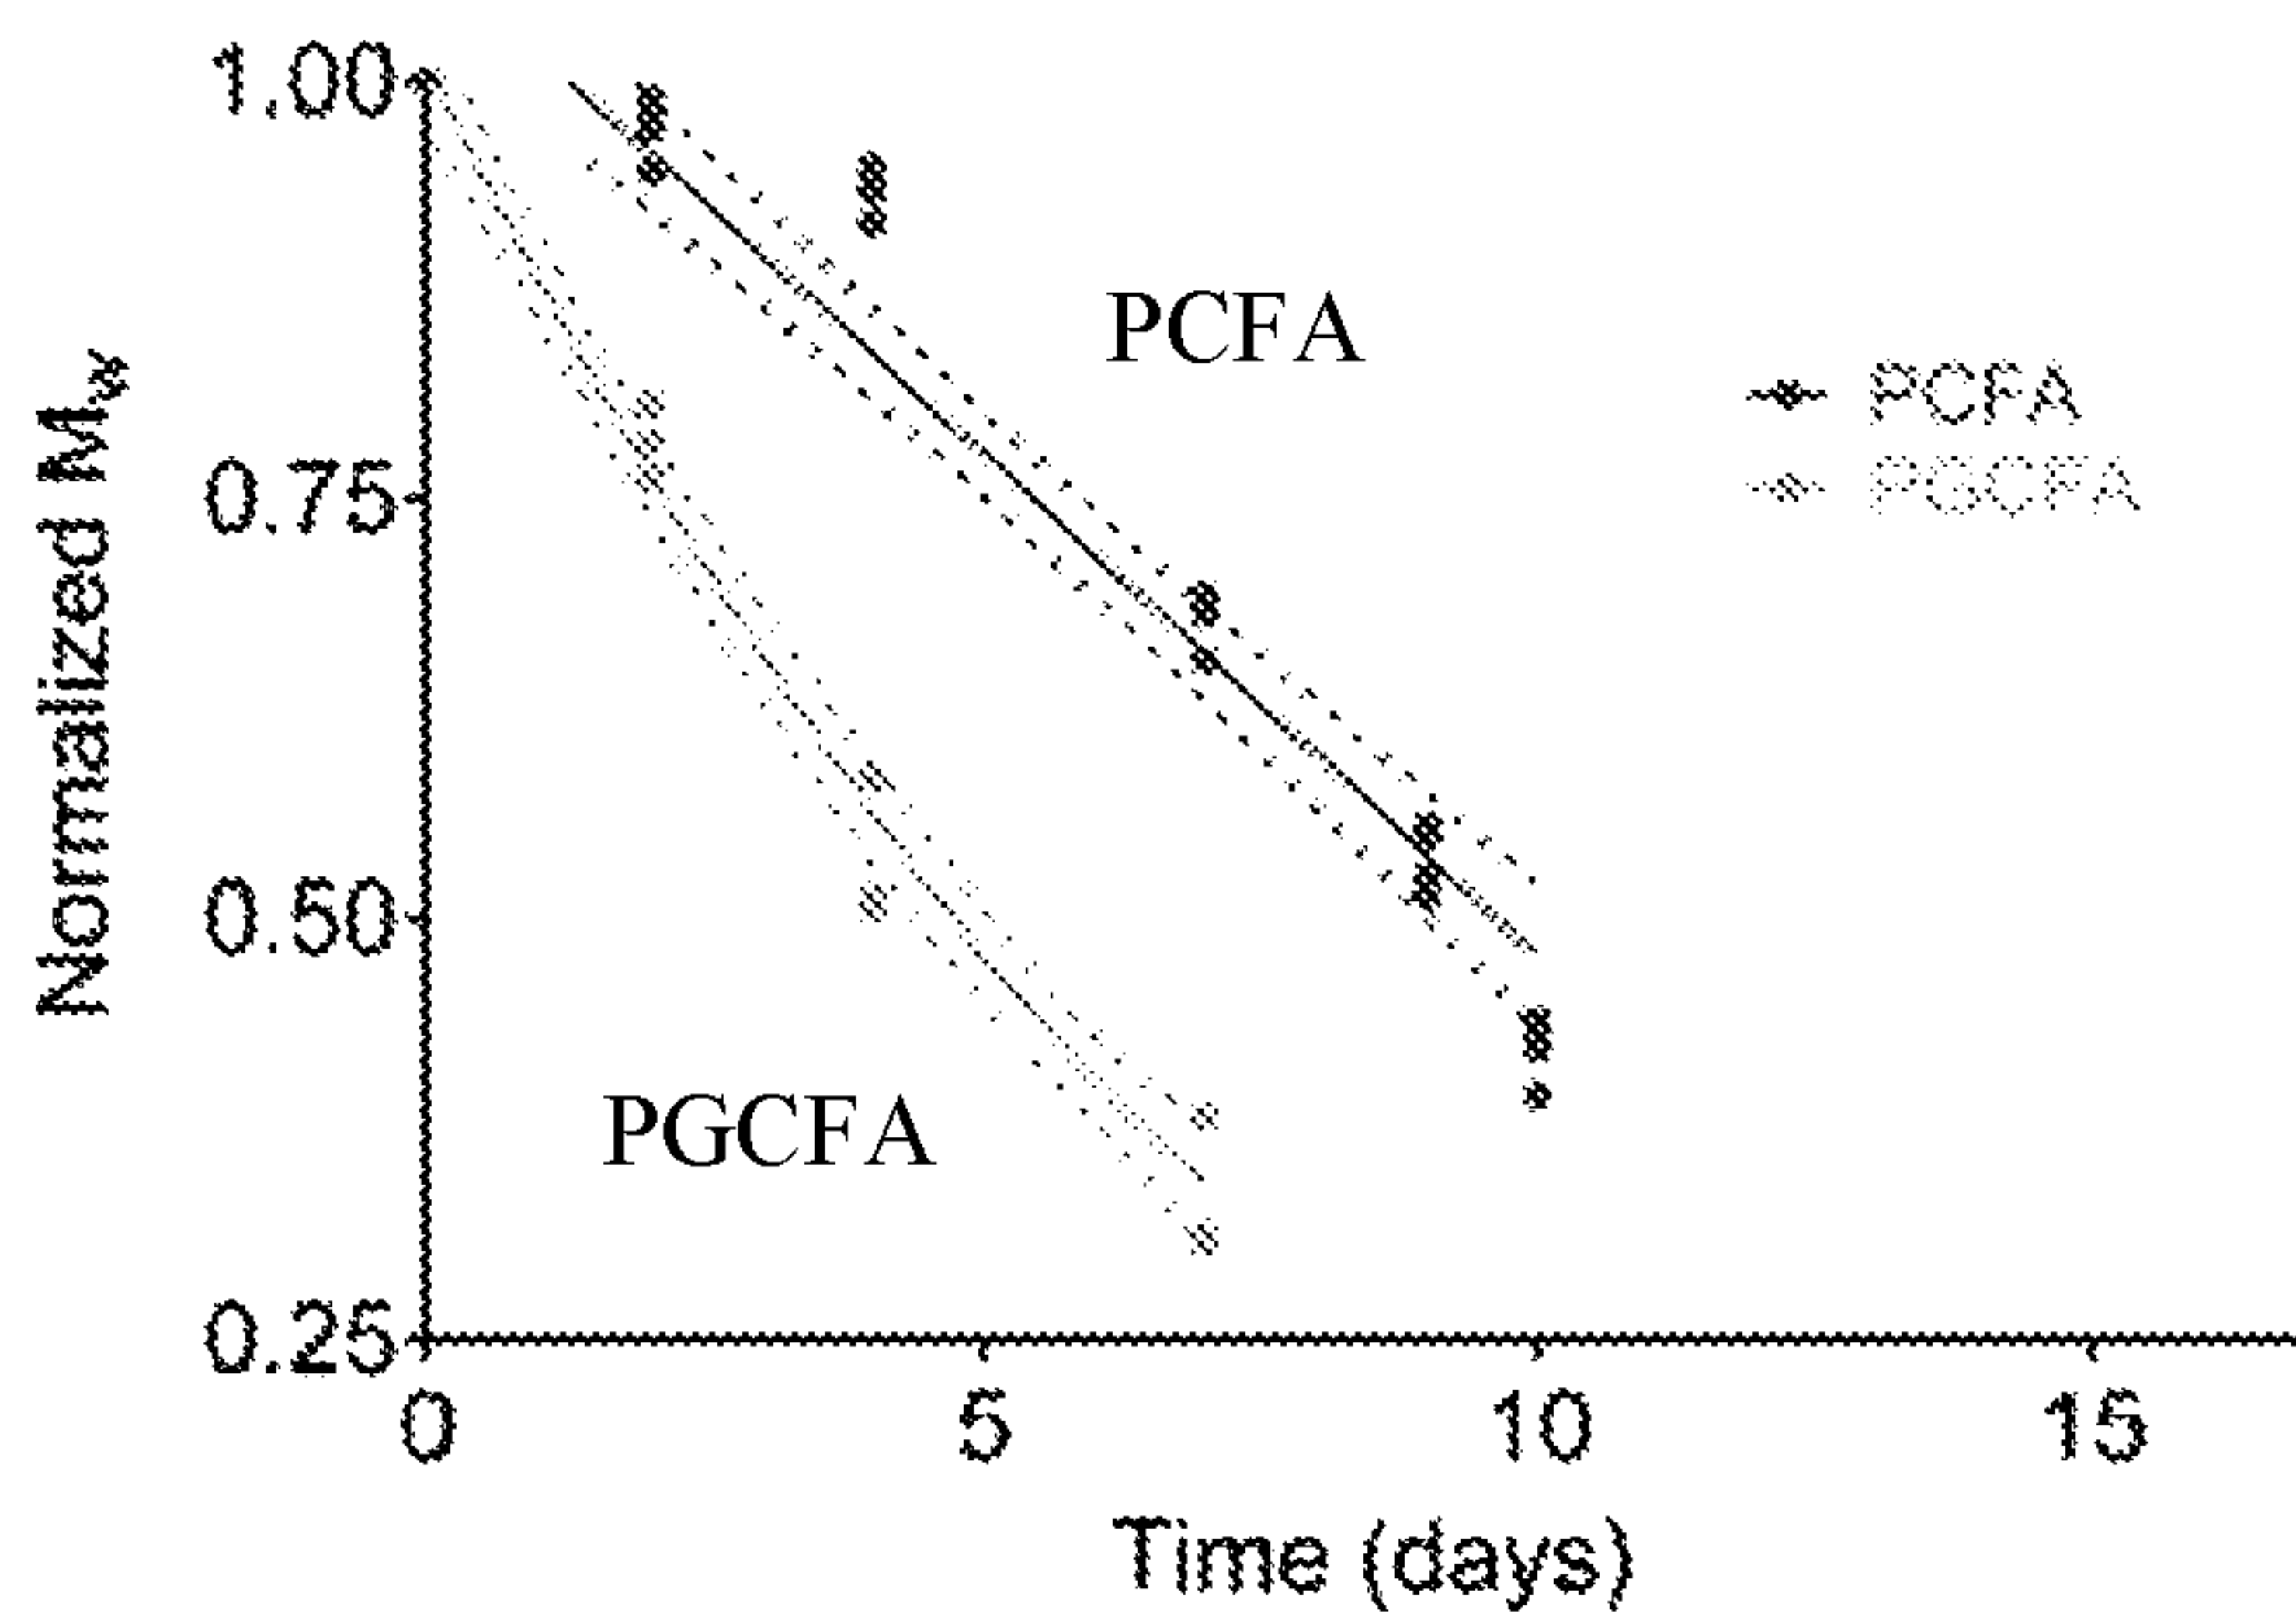 Normalized Mw
1.00
0.75
0.50
0.25
0
5
10
15
Time (days)
PCFA
PGCFA
PCFA
PGCFA